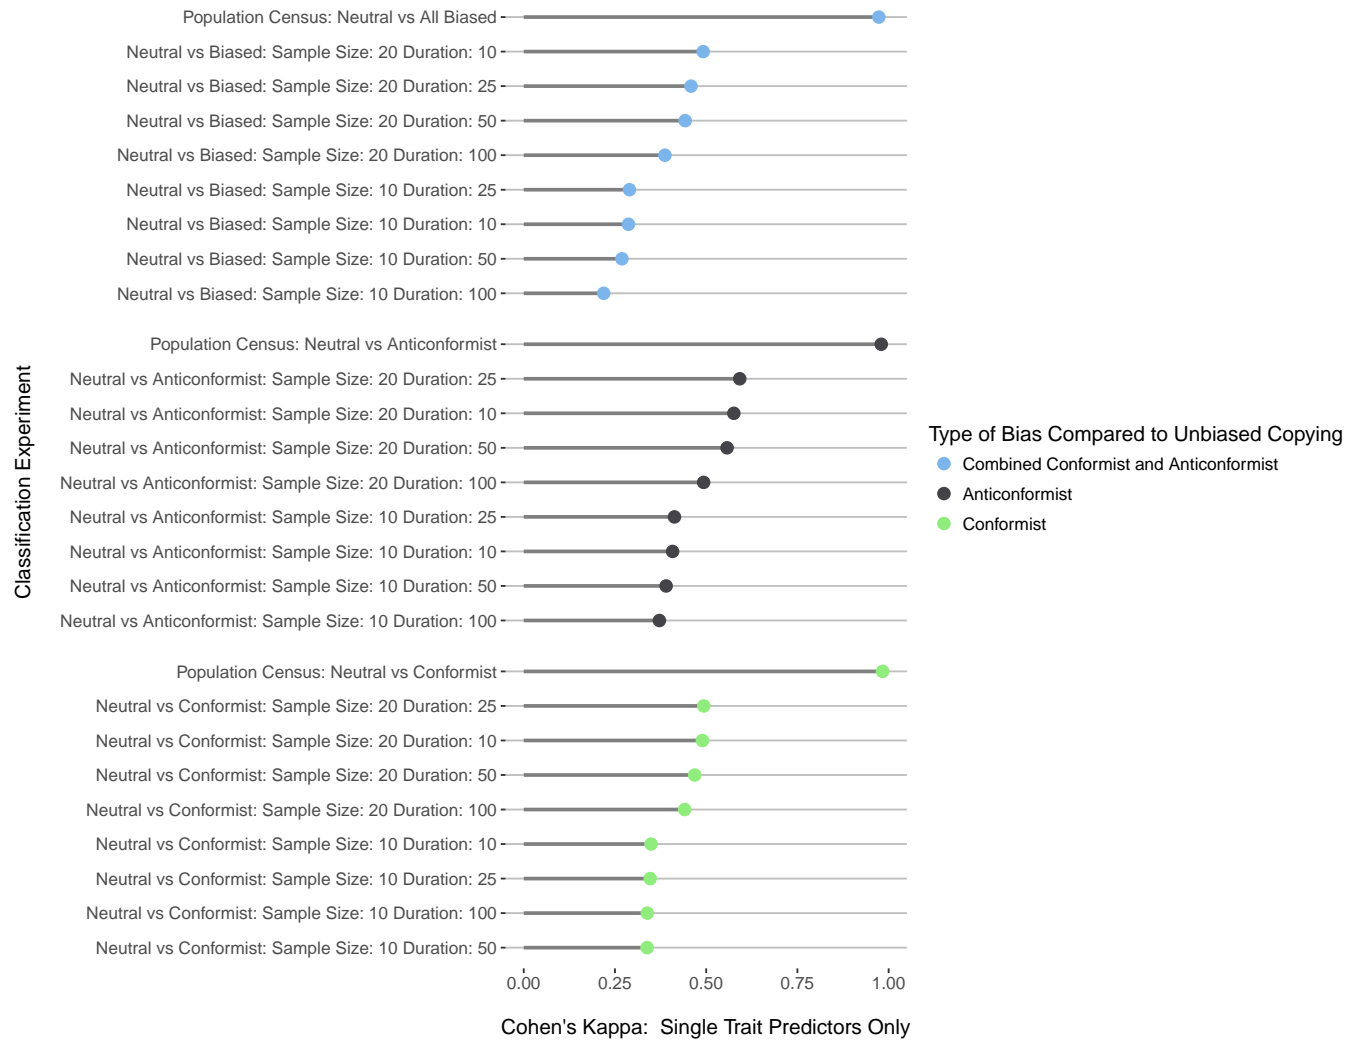 Population Census: Neutral vs All Biased
Neutral vs Biased: Sample Size: 20 Duration: 10
Neutral vs Biased: Sample Size: 20 Duration: 25
Neutral vs Biased: Sample Size: 20 Duration: 50
Neutral vs Biased: Sample Size: 20 Duration: 100
Neutral vs Biased: Sample Size: 10 Duration: 25
Neutral vs Biased: Sample Size: 10 Duration: 10
Neutral vs Biased: Sample Size: 10 Duration: 50
Neutral vs Biased: Sample Size: 10 Duration: 100
Population Census: Neutral vs Anticonformist
Neutral vs Anticonformist: Sample Size: 20 Duration: 25
Neutral vs Anticonformist: Sample Size: 20 Duration: 10
Neutral vs Anticonformist: Sample Size: 20 Duration: 50
Neutral vs Anticonformist: Sample Size: 20 Duration: 100
Neutral vs Anticonformist: Sample Size: 10 Duration: 25
Neutral vs Anticonformist: Sample Size: 10 Duration: 10
Neutral vs Anticonformist: Sample Size: 10 Duration: 50
Neutral vs Anticonformist: Sample Size: 10 Duration: 100
Population Census: Neutral vs Conformist
Neutral vs Conformist: Sample Size: 20 Duration: 25
Neutral vs Conformist: Sample Size: 20 Duration: 10
Neutral vs Conformist: Sample Size: 20 Duration: 50
Neutral vs Conformist: Sample Size: 20 Duration: 100
Neutral vs Conformist: Sample Size: 10 Duration: 10
Neutral vs Conformist: Sample Size: 10 Duration: 25
Neutral vs Conformist: Sample Size: 10 Duration: 100
Neutral vs Conformist: Sample Size: 10 Duration: 50
Classification Experiment
0.00 0.25 0.50 0.75 1.00
Cohen's Kappa:  Single Trait Predictors Only
Type of Bias Compared to Unbiased Copying
Combined Conformist and Anticonformist
Anticonformist
Conformist